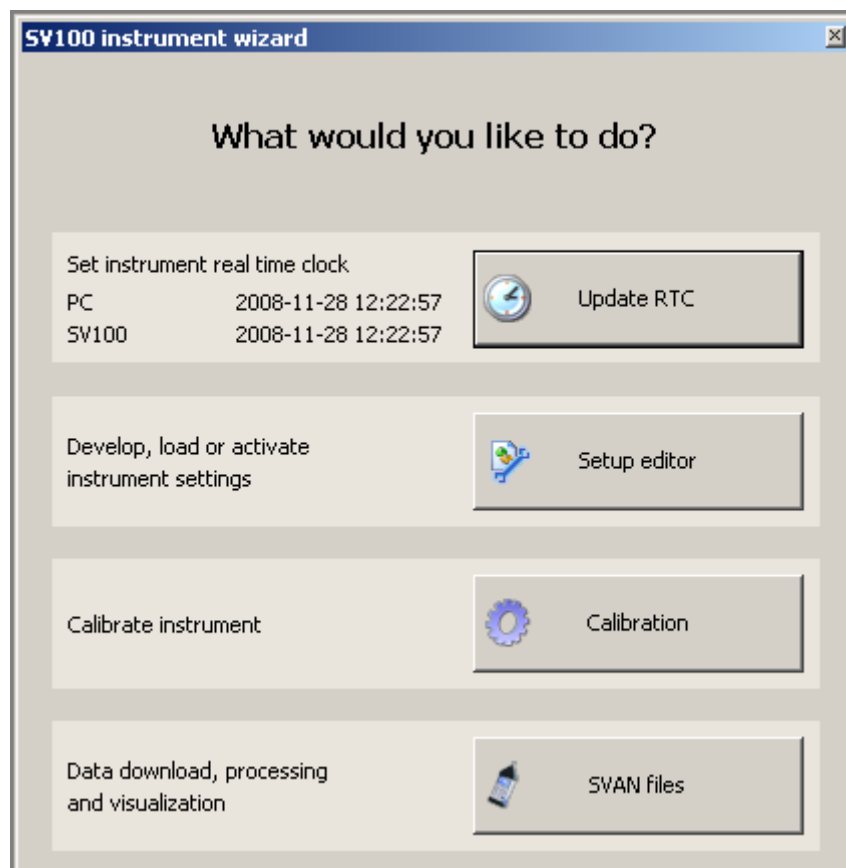 SV100 instrument wizard
What would you like to do?
Set instrument real time clock
PC 2008-11-28 12:22:57
SV100 2008-11-28 12:22:57
Update RTC
Develop, load or activate
instrument settings
Setup editor
Calibrate instrument
Calibration
Data download, processing
and visualization
SVAN files